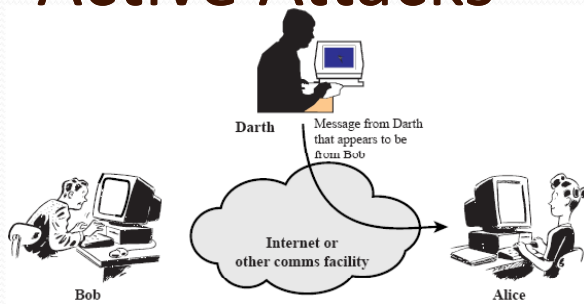 Active Attacks
Darth
Message from Darth
that appears to be
from Bob
Internet or
other comms facility
Bob
Alice